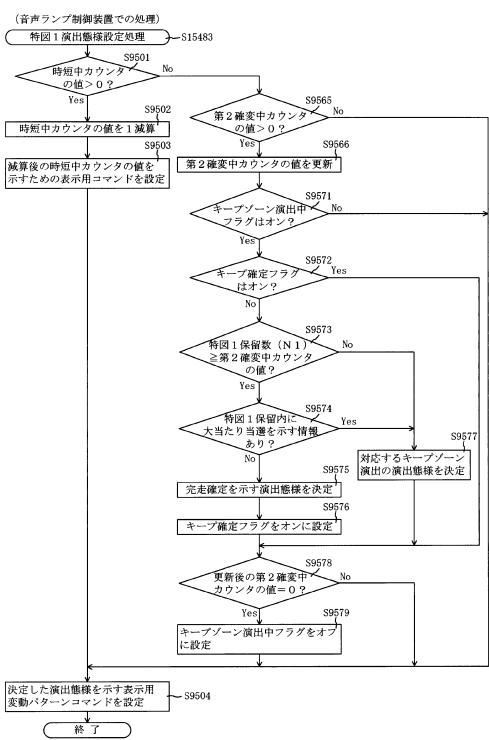 （音声ランプ制御装置での処理）
特図１演出態様設定処理
S15483
S9501
時短中カウンタ
の値＞０？
No
Yes
S9502
時短中カウンタの値を１減算
S9503
減算後の時短中カウンタの値を
示すための表示用コマンドを設定
S9565
第２確変中カウンタ
の値＞０？
No
Yes
S9566
第２確変中カウンタの値を更新
S9571
キープゾーン演出中
フラグはオン？
No
Yes
S9572
キープ確定フラグ
はオン？
Yes
No
S9573
特図１保留数（Ｎ１）
≧第２確変中カウンタ
の値？
No
Yes
S9574
特図１保留内に
大当たり当選を示す情報
あり？
Yes
No
S9577
対応するキープゾーン
演出の演出態様を決定
S9575
完走確定を示す演出態様を決定
S9576
キープ確定フラグをオンに設定
S9578
更新後の第２確変中
カウンタの値＝０？
No
Yes
S9579
キープゾーン演出中フラグをオフ
に設定
決定した演出態様を示す表示用
変動パターンコマンドを設定
S9504
終了